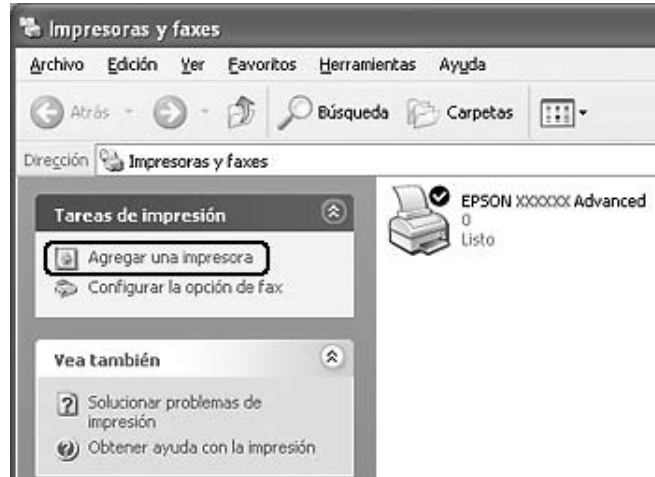 Impresoras y faxes
Archivo Edición Ver Favoritos Herramientas Ayuda
Atrás Búsqueda Carpetas
Dirección Impresoras y faxes
Tareas de impresión
Agregar una impresora
Configurar la opción de fax
Vea también
Solucionar problemas de
impresión
Obtener ayuda con la impresión
EPSON XXXXXX Advanced
0
Listo